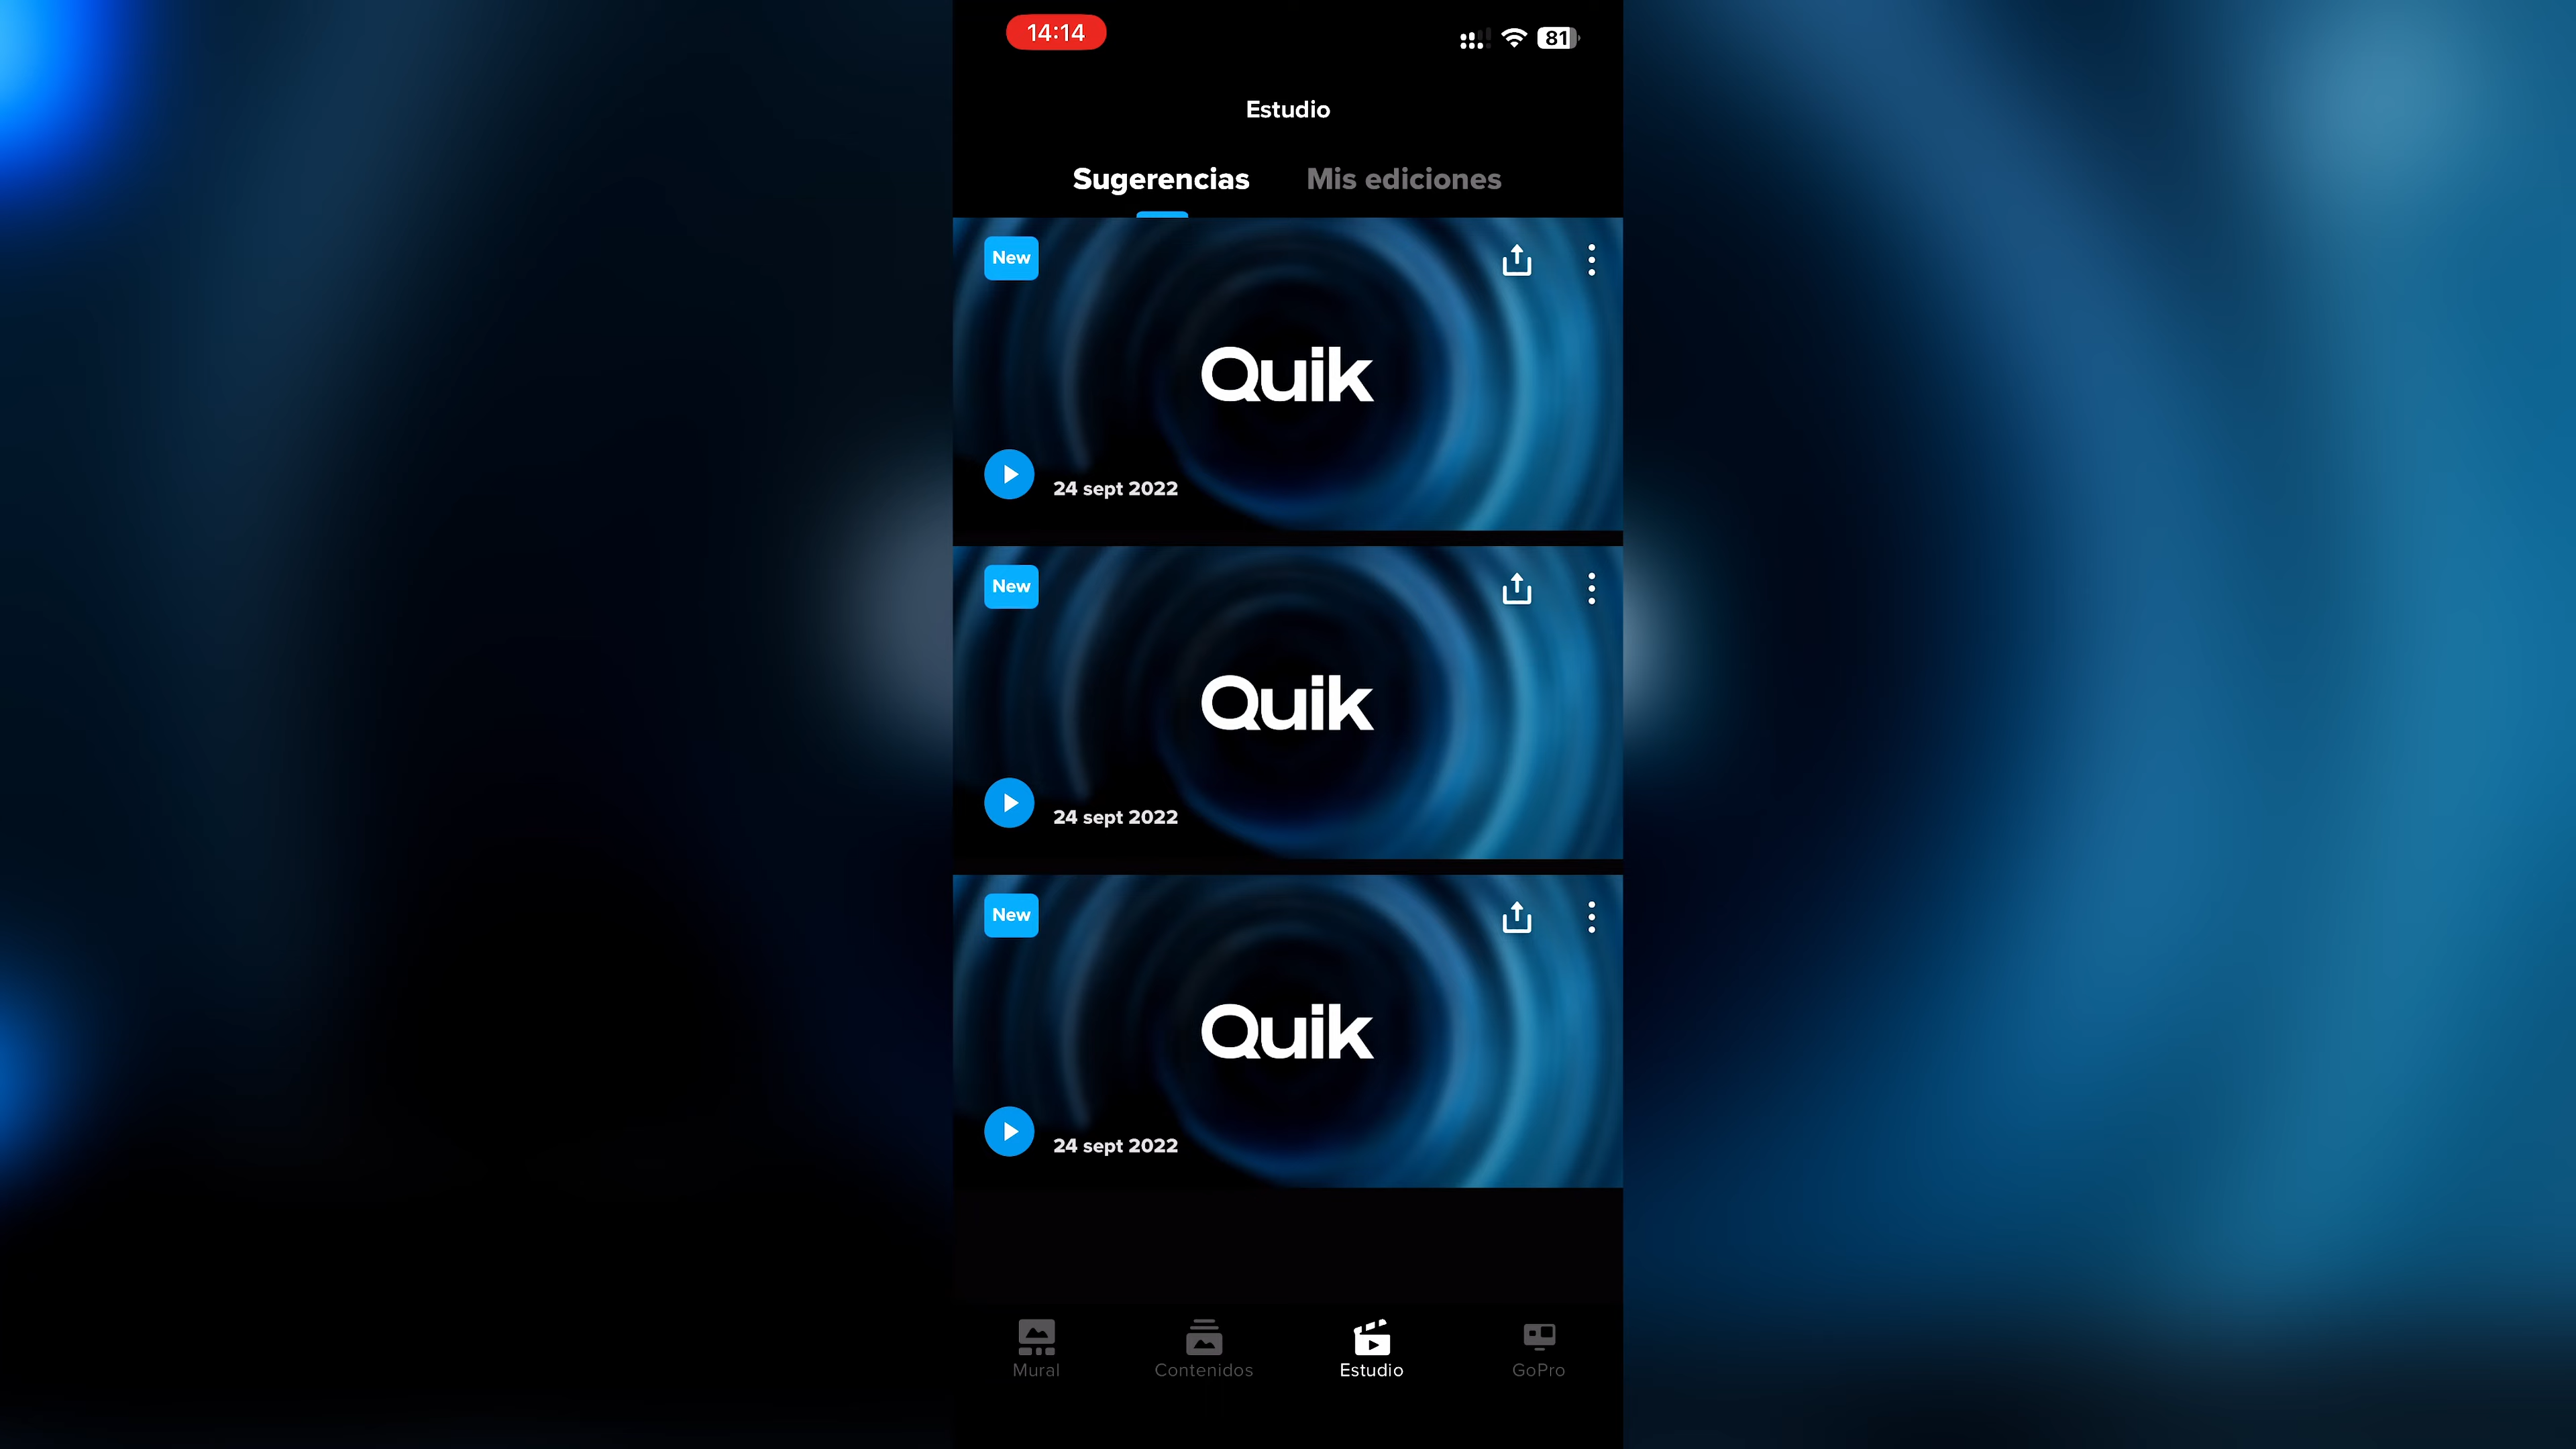 14:14
81
Estudio
Sugerencias
Mis ediciones
New
Quik
24 sept 2022
New
Quik
24 sept 2022
New
Quik
24 sept 2022
Mural
Contenidos
Estudio
GoPro